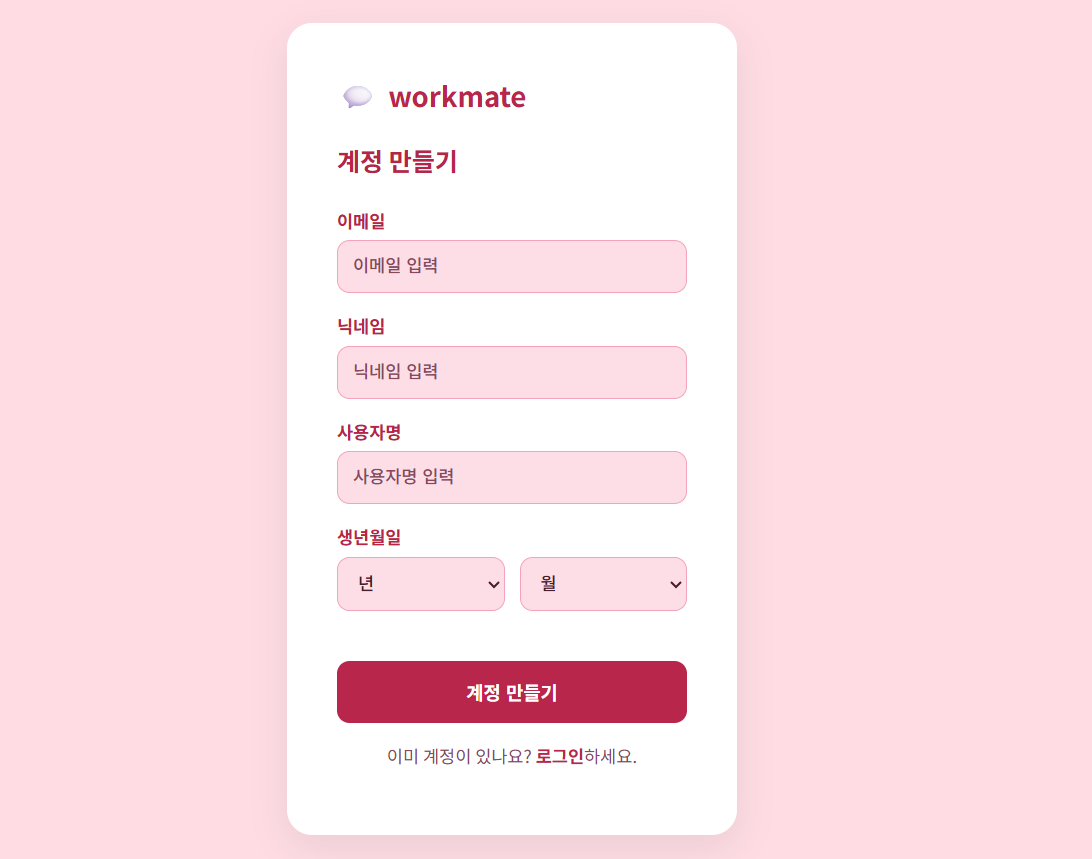 workmate
계정 만들기
이메일
이메일 입력
닉네임
닉네임 입력
사용자명
사용자명 입력
생년월일
년 월
계정 만들기
이미 계정이 있나요? 로그인하세요.